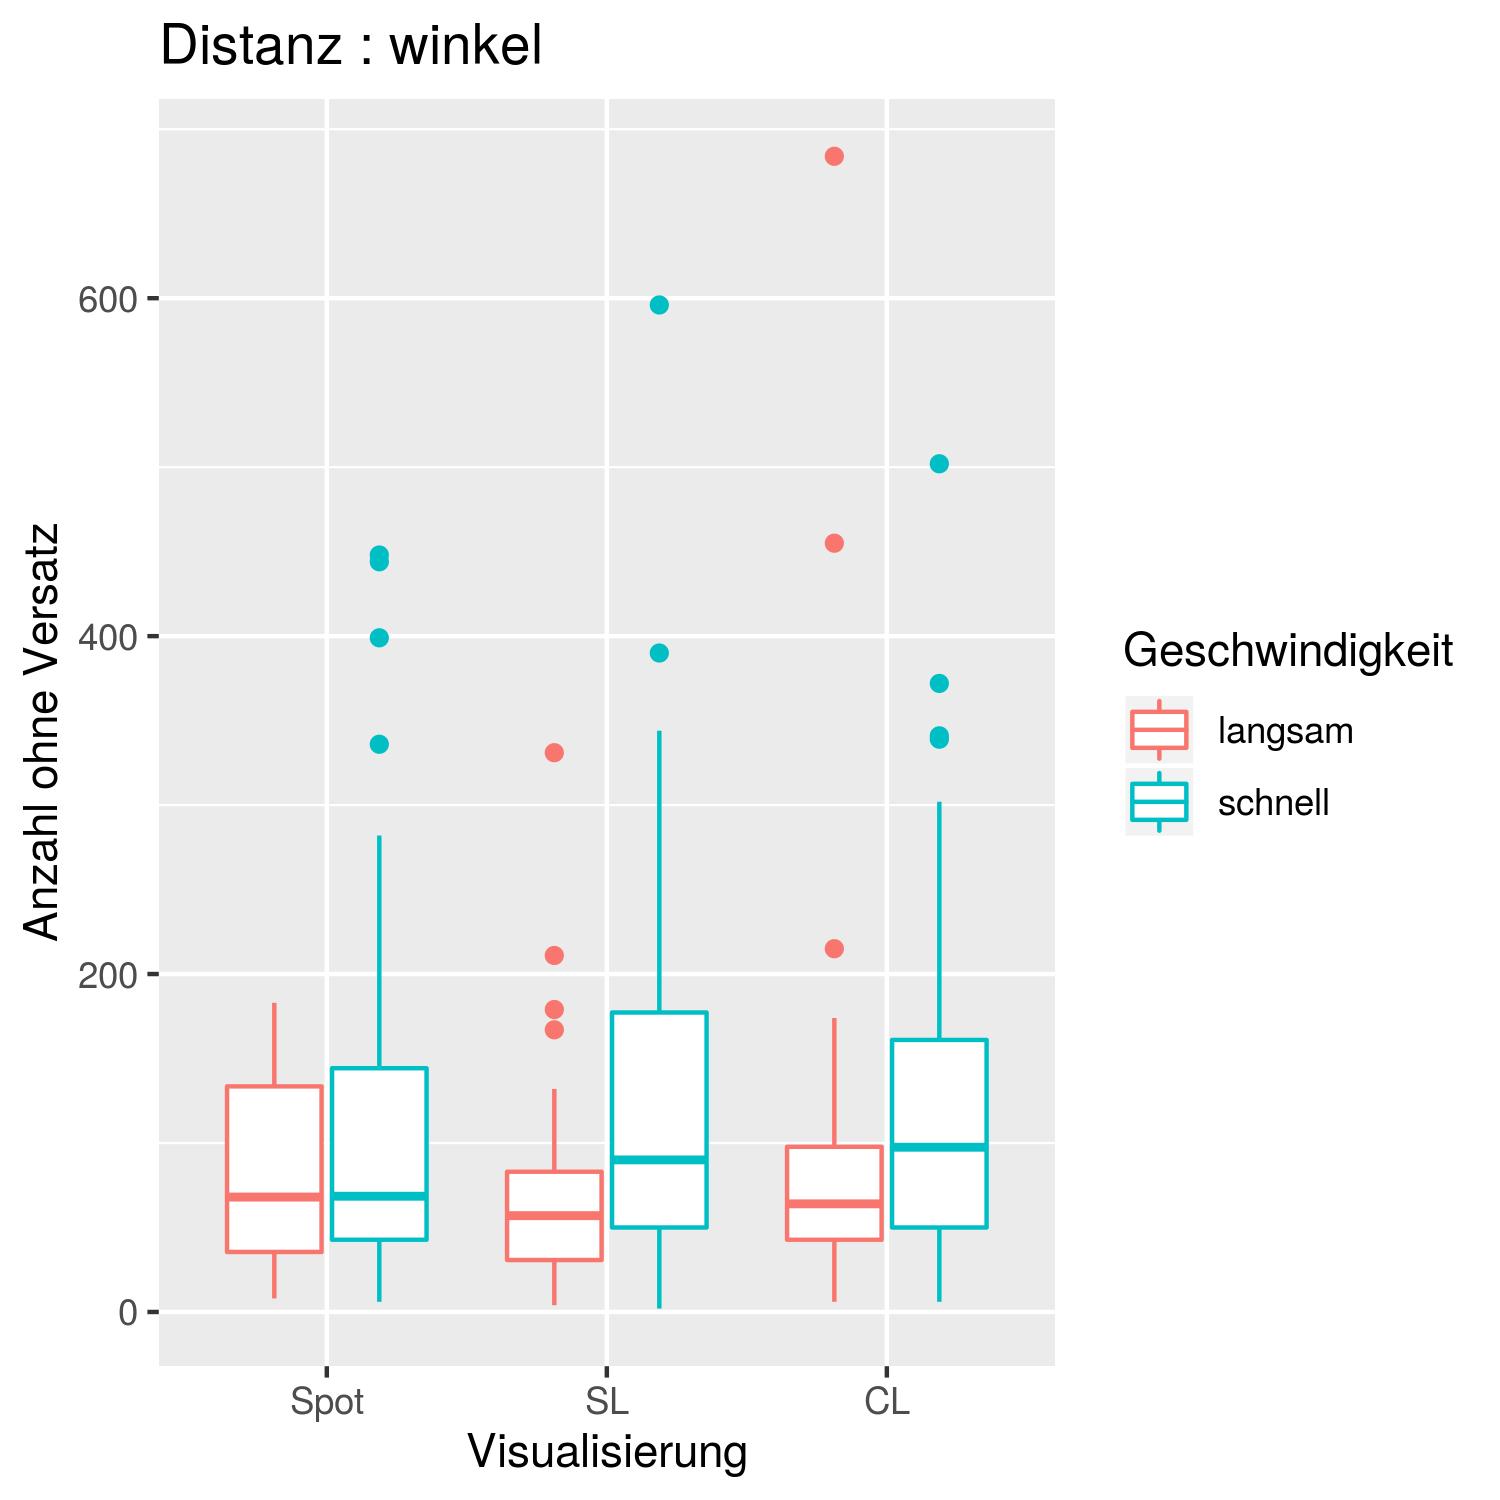 Distanz : winkel
Anzahl ohne Versatz
600
400
200
0
Spot SL CL
Visualisierung
Geschwindigkeit
langsam
schnell